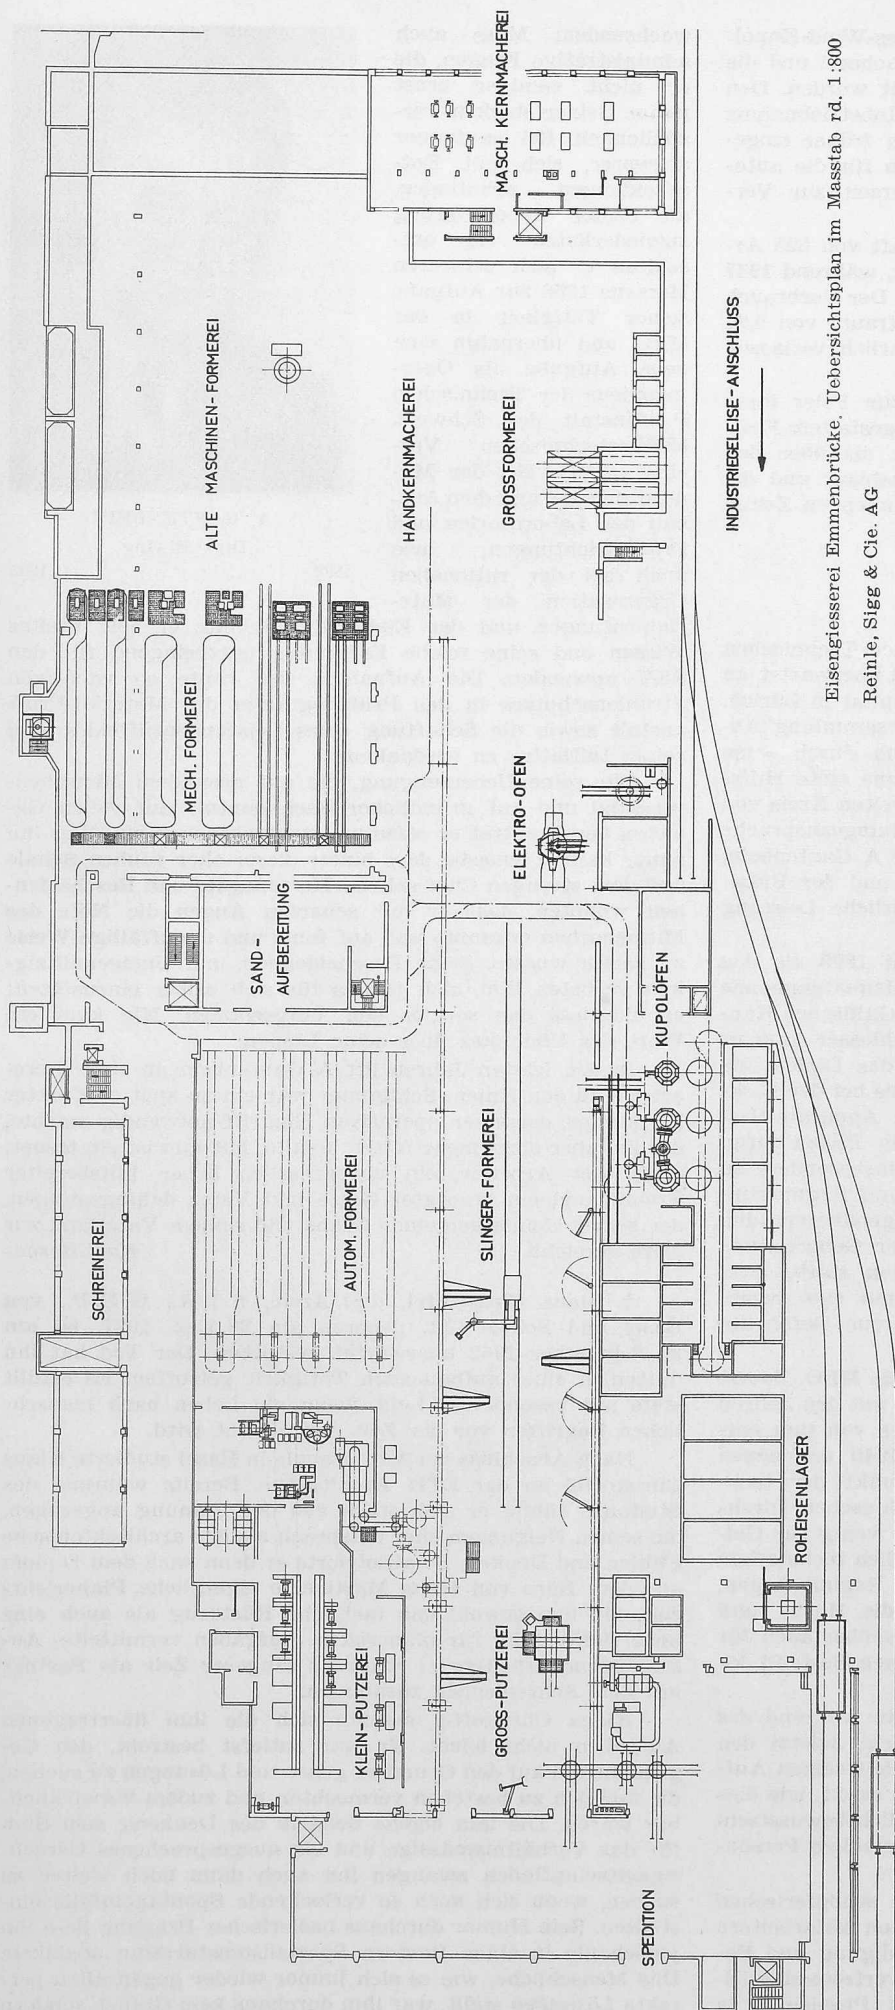 MASCH. KERNMACHEREI
ALTE MASCHINEN-FORMEREI
HANDKERNMACHEREI
GROSSFORMEREI
INDUSTRIEGELEISE-ANSCHLUSS
MECH. FORMEREI
ELEKTRO-OFEN
SAND-
AUFBEREITUNG
KUPOLÖFEN
SCHREINEREI
AUTOM. FORMEREI
SLINGER-FORMEREI
ROHEISENLAGER
KLEIN-PUTZEREI
GROSS-PUTZEREI
SPEDITION
Eisengiesserei Emmenbrücke. Uebersichtsplan im Masstab rd. 1:800
Reinle, Sigg & Cie. AG